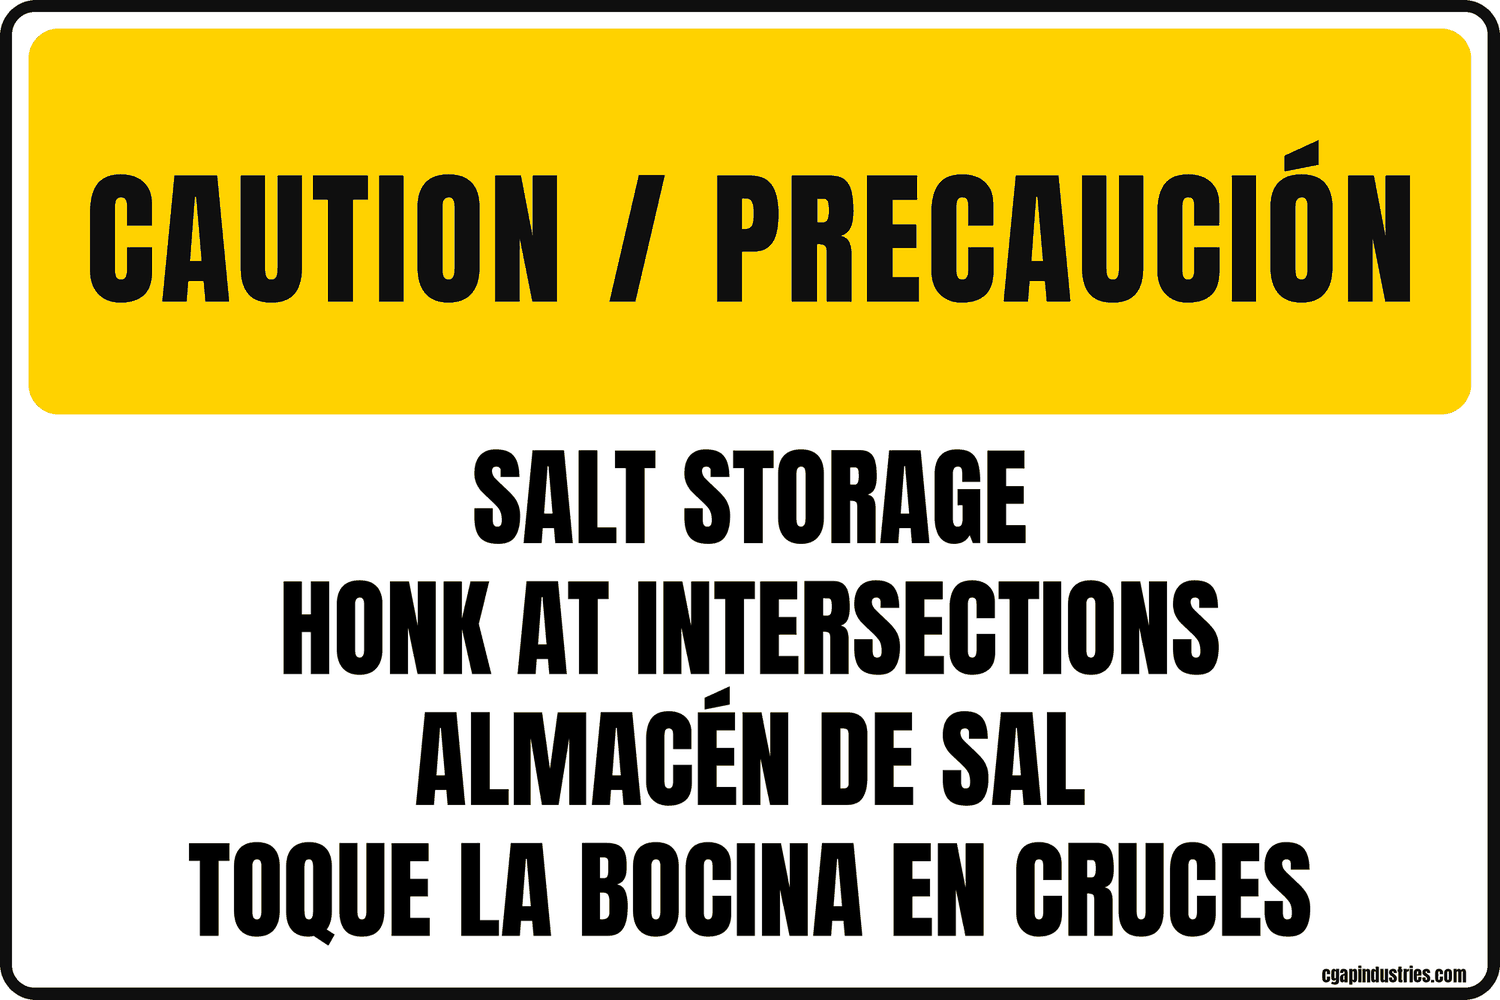 CAUTION / PRECAUCIÓN
SALT STORAGE
HONK AT INTERSECTIONS
ALMACÉN DE SAL
TOQUE LA BOCINA EN CRUCES
cgapindustries.com